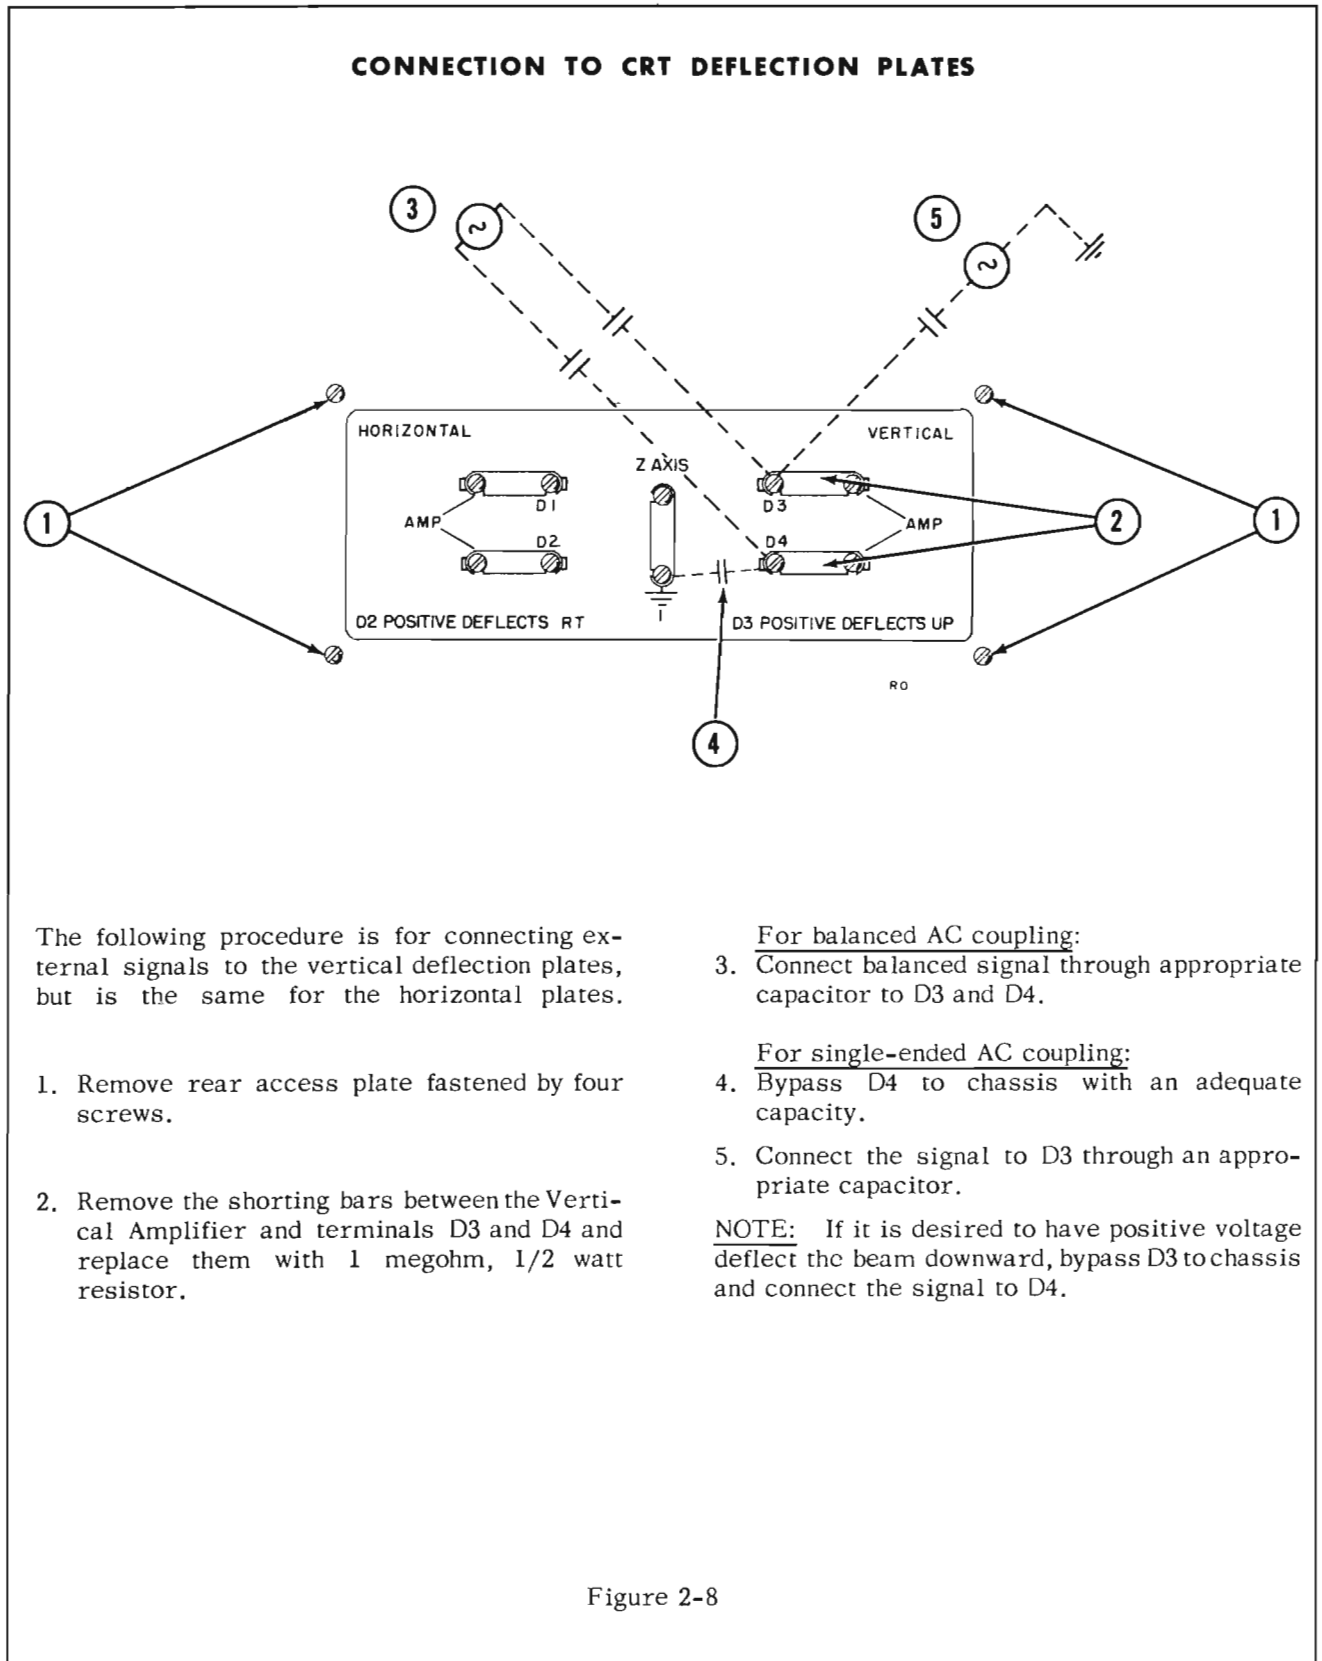 CONNECTION TO CRT DEFLECTION PLATES
3
5
HORIZONTAL
VERTICAL
Z AXIS
D1
D3
1
AMP
AMP
2
1
D2
D4
D2 POSITIVE DEFLECTS RT
D3 POSITIVE DEFLECTS UP
RO
4
The following procedure is for connecting ex-
ternal signals to the vertical deflection plates,
but is the same for the horizontal plates.
1. Remove rear access plate fastened by four
screws.
2. Remove the shorting bars between the Verti-
cal Amplifier and terminals D3 and D4 and
replace them with 1 megohm, 1/2 watt
resistor.
For balanced AC coupling:
3. Connect balanced signal through appropriate
capacitor to D3 and D4.
For single-ended AC coupling:
4. Bypass D4 to chassis with an adequate
capacity.
5. Connect the signal to D3 through an appro-
priate capacitor.
NOTE: If it is desired to have positive voltage
deflect the beam downward, bypass D3 to chassis
and connect the signal to D4.
Figure 2-8